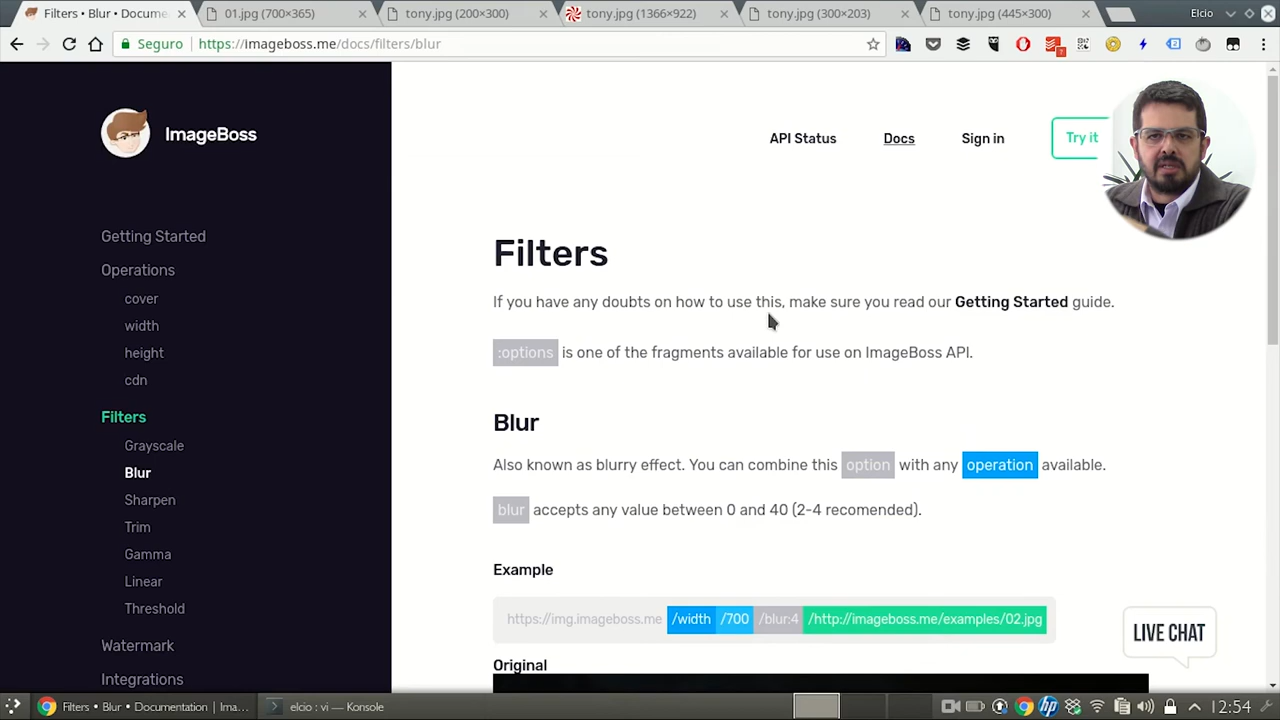 Filters • Blur • Docume
01.jpg (700×365)
tony.jpg (200×300)
tony.jpg (1366×922)
tony.jpg (300×203)
tony.jpg (445×300)
Elcio
Seguro
https://imageboss.me/docs/filters/blur
ImageBoss
API Status
Docs
Sign in
Try it
Getting Started
Operations
cover
width
height
cdn
Filters
Grayscale
Blur
Sharpen
Trim
Gamma
Linear
Threshold
Watermark
Integrations
Filters
If you have any doubts on how to use this, make sure you read our Getting Started guide.
:options is one of the fragments available for use on ImageBoss API.
Blur
Also known as blurry effect. You can combine this option with any operation available.
blur accepts any value between 0 and 40 (2-4 recomended).
Example
https://img.imageboss.me /width /700 /blur:4 /http://imageboss.me/examples/02.jpg
Original
LIVE CHAT
Filters • Blur • Documentation | Ima...
elcio : vi — Konsole
12:54